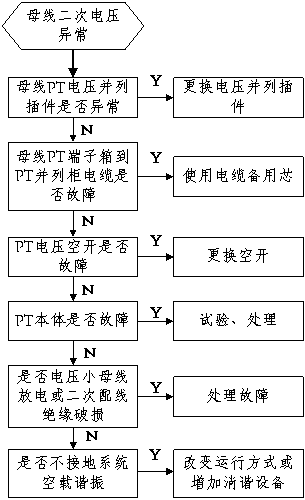 母线二次电压
异常
母线PT电压并列
插件是否异常
Y
更换电压并列插
件
N
母线PT端子箱到
PT并列柜电缆是
否故障
Y
使用电缆备用芯
N
PT电压空开是否
故障
Y
更换空开
N
PT本体是否故障
Y
试验、处理
N
是否电压小母线
放电或二次配线
绝缘破损
Y
处理故障
N
是否不接地系统
空载谐振
Y
改变运行方式或
增加消谐设备